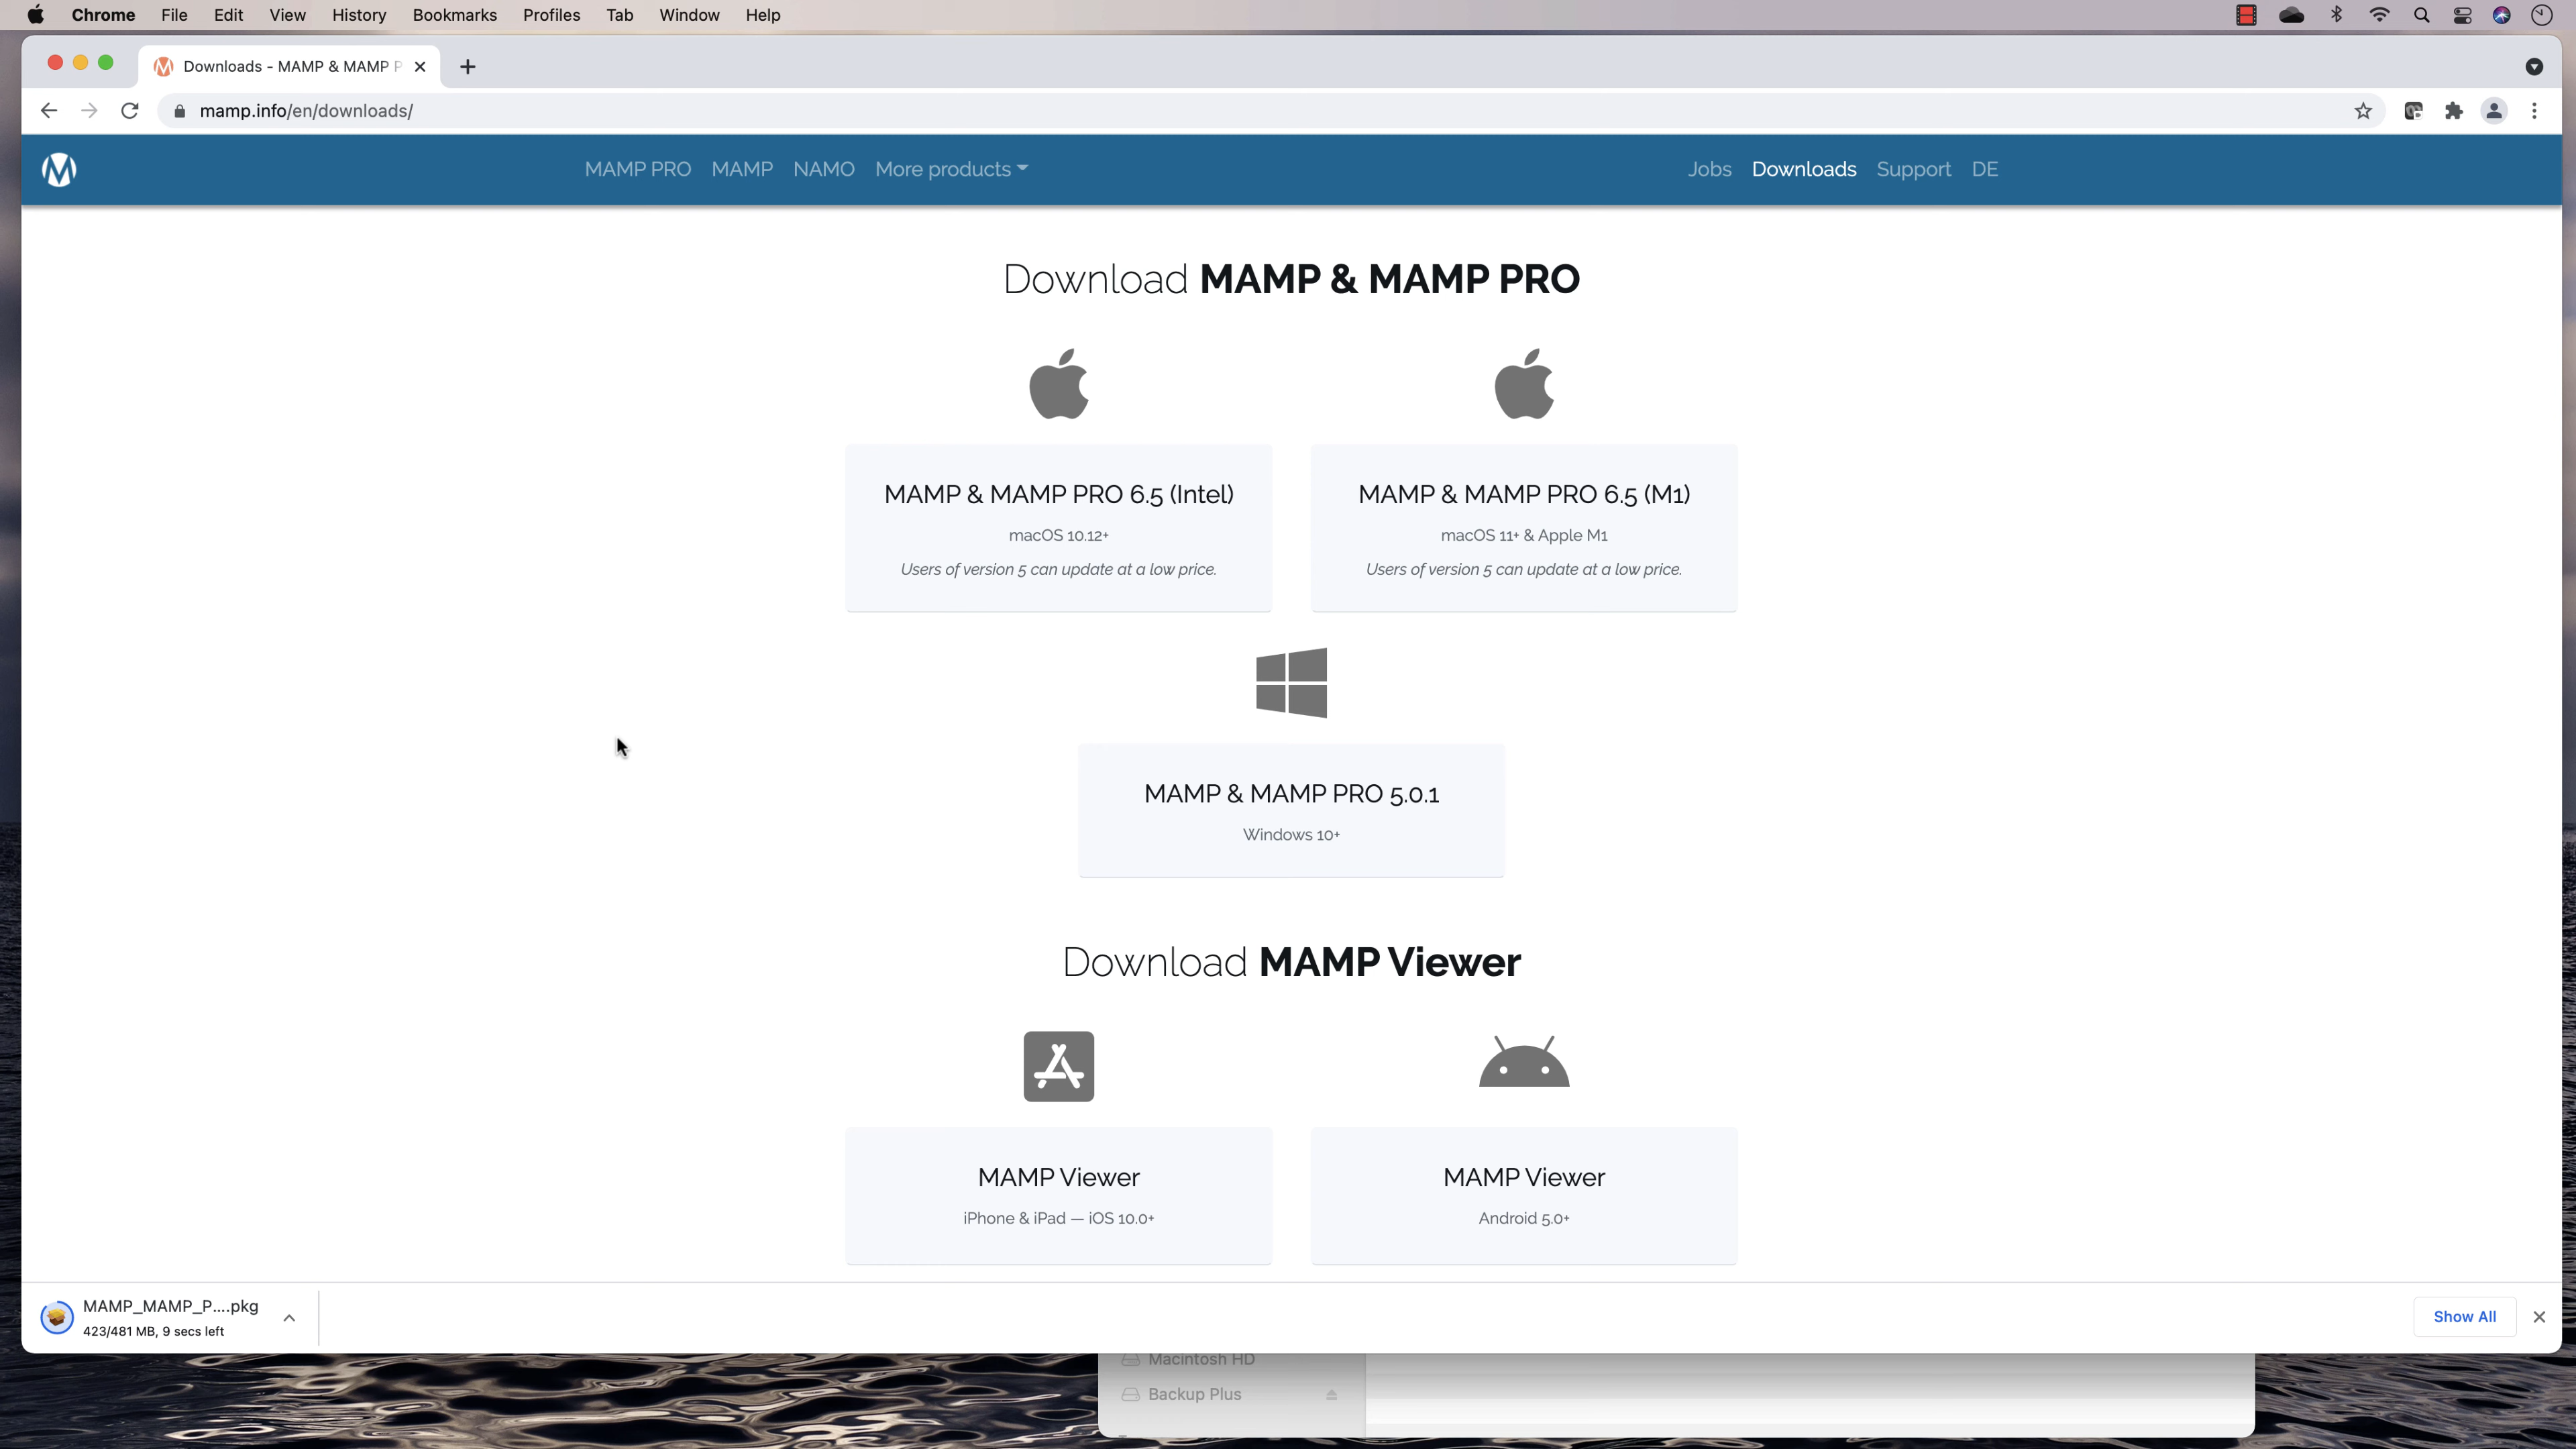 Chrome File Edit View History Bookmarks Profiles Tab Window Help
Downloads - MAMP & MAMP P
mamp.info/en/downloads/
MAMP PRO MAMP NAMO More products Jobs Downloads Support DE
Download MAMP & MAMP PRO
MAMP & MAMP PRO 6.5 (Intel)
macOS 10.12+
Users of version 5 can update at a low price.
MAMP & MAMP PRO 6.5 (M1)
macOS 11+ & Apple M1
Users of version 5 can update at a low price.
MAMP & MAMP PRO 5.0.1
Windows 10+
Download MAMP Viewer
MAMP Viewer
iPhone & iPad — iOS 10.0+
MAMP Viewer
Android 5.0+
MAMP_MAMP_P....pkg
423/481 MB, 9 secs left
Show All
Macintosh HD
Backup Plus